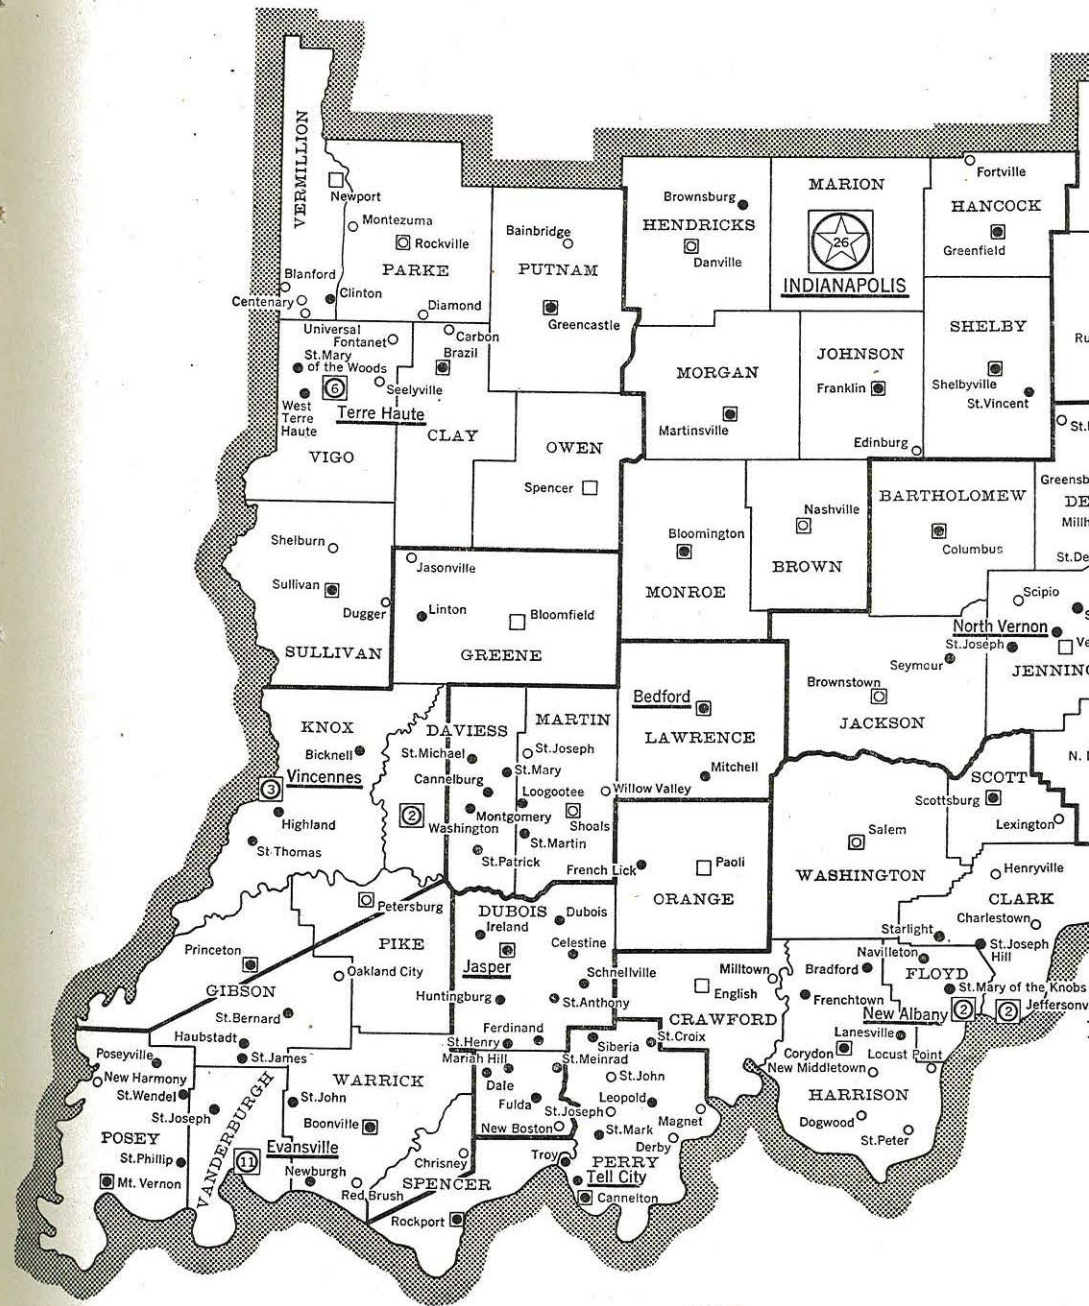 VERMILLION
Newport
Montezuma
Rockville
PARKE
Blanford
Centenary
Clinton
Diamond
Universal
Bainbridge
PUTNAM
Greencastle
Brownsburg
HENDRICKS
Danville
MARION
26
INDIANAPOLIS
Fortville
HANCOCK
Greenfield
SHELBY
Shelbyville
St.Vincent
Fontanet
St.Mary
of the Woods
6
Seelyville
West
Terre
Haute
Terre Haute
VIGO
Carbon
Brazil
CLAY
OWEN
Spencer
MORGAN
Martinsville
JOHNSON
Franklin
Edinburg
Ru
St.
Greensb
DE
Millh
St.De
Shelburn
Sullivan
Dugger
SULLIVAN
Jasonville
Linton
Bloomfield
GREENE
Bloomington
MONROE
Nashville
BROWN
BARTHOLOMEW
Columbus
Scipio
North Vernon
St.Joseph
Ve
JENNING
Seymour
Brownstown
JACKSON
KNOX
Bicknell
3
Vincennes
Highland
St Thomas
DAVIESS
St.Michael
Cannelburg
2
Washington
Montgomery
St.Patrick
MARTIN
St.Joseph
St.Mary
Loogootee
Willow Valley
Shoals
St.Martin
Bedford
LAWRENCE
Mitchell
French Lick
Paoli
ORANGE
SCOTT
Scottsburg
Lexington
N.
Salem
WASHINGTON
Henryville
CLARK
Charlestown
Starlight
St.Joseph
Hill
Petersburg
PIKE
Princeton
Oakland City
GIBSON
St.Bernard
Haubstadt
St.James
DUBOIS
Ireland
Dubois
Celestine
Jasper
Schnellville
Huntingburg
St.Anthony
Ferdinand
St.Henry
Milltown
English
CRAWFORD
Navilleton
FLOYD
Bradford
St.Mary of the Knobs
Frenchtown
New Albany
2
2
Jeffersonv
Lanesville
Corydon
Locust Point
New Middletown
HARRISON
Dogwood
St.Peter
Poseyville
New Harmony
St.Wendel
St.Joseph
POSEY
St.Phillip
Mt. Vernon
VANDERBURGH
11
Evansville
WARRICK
St.John
Boonville
Newburgh
Red Brush
Chrisney
SPENCER
Rockport
Mariah Hill
Dale
Fulda
New Boston
St.Meinrad
Siberia
St.Croix
St.John
Leopold
St.Joseph
Magnet
St.Mark
Derby
Troy
PERRY
Tell City
Cannelton